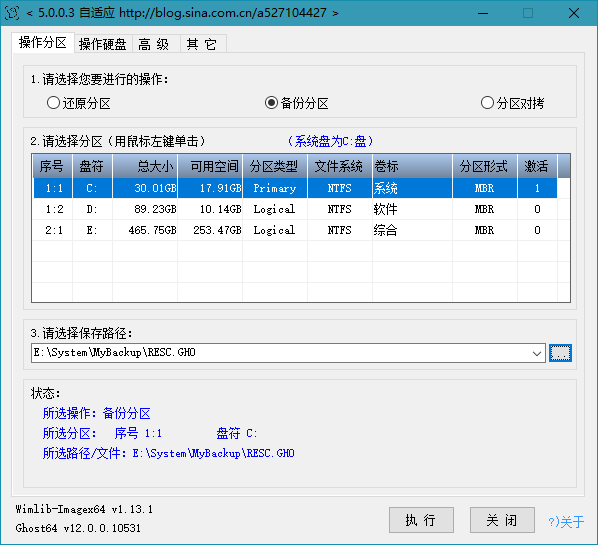 < 5.0.0.3 自适应 http://blog.sina.com.cn/a527104427 >
操作分区 操作硬盘 高 级 其 它
1.请选择您要进行的操作:
还原分区 备份分区 分区对拷
2.请选择分区（用鼠标左键单击） （系统盘为C:盘）
序号 盘符 总大小 可用空间 分区类型 文件系统 卷标 分区形式 激活
1:1 C: 30.01GB 17.91GB Primary NTFS 系统 MBR 1
1:2 D: 89.23GB 10.14GB Logical NTFS 软件 MBR 0
2:1 E: 465.75GB 253.47GB Logical NTFS 综合 MBR 0
3.请选择保存路径:
E:\System\MyBackup\RESC.GHO ...
状态:
所选操作: 备份分区
所选分区: 序号 1:1 盘符 C:
所选路径/文件: E:\System\MyBackup\RESC.GHO
Wimlib-Imagex64 v1.13.1
Ghost64 v12.0.0.10531
执 行 关 闭 ?)关于